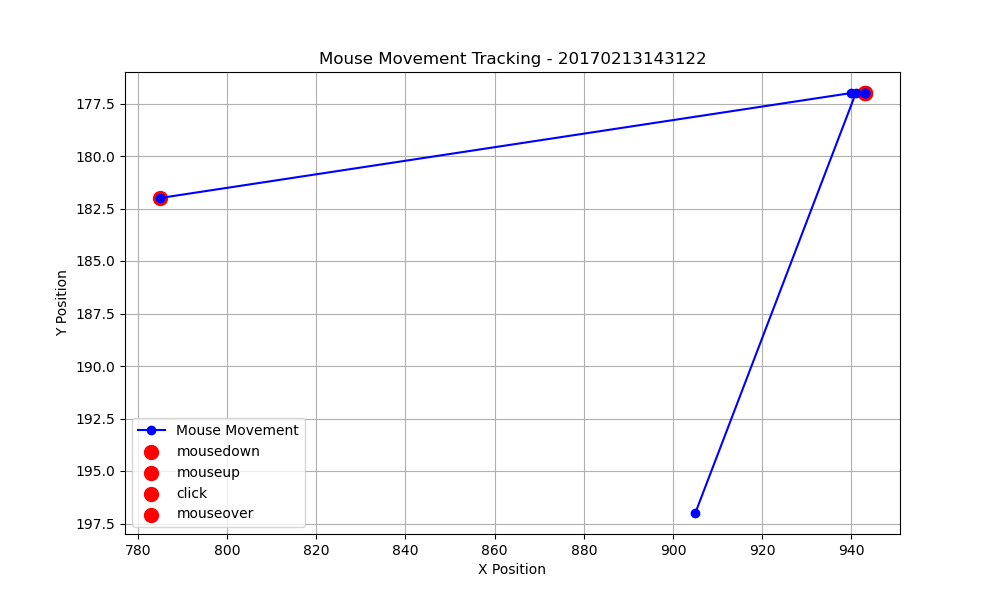 Mouse Movement Tracking - 20170213143122
177.5
180.0
182.5
185.0
187.5
190.0
192.5
195.0
197.5
Y Position
Mouse Movement
mousedown
mouseup
click
mouseover
780 800 820 840 860 880 900 920 940
X Position